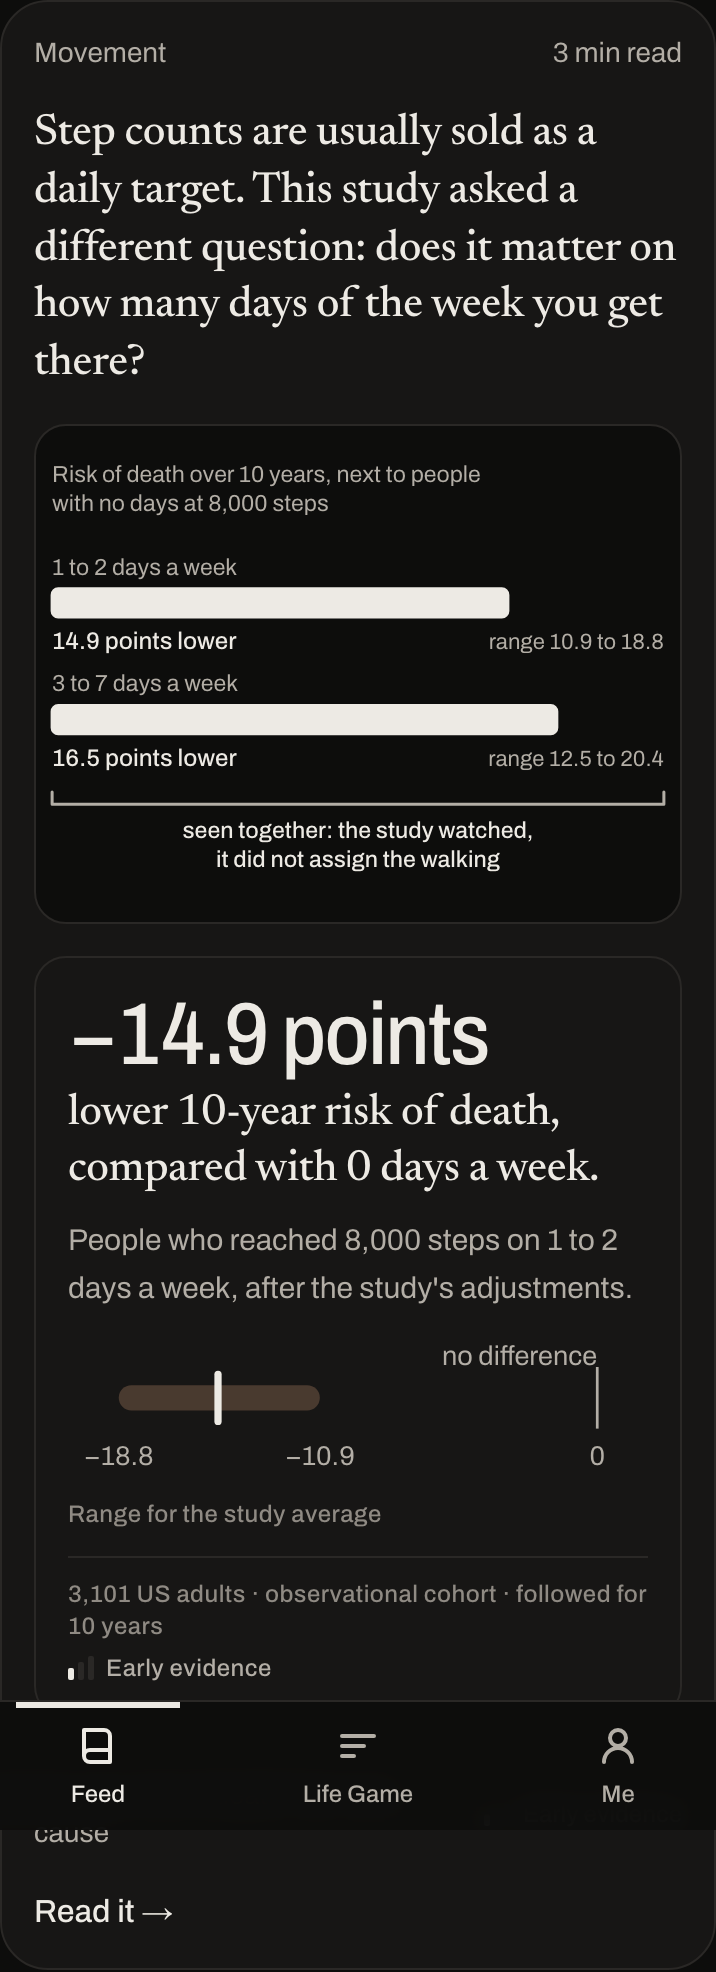 Movement
3 min read
Step counts are usually sold as a
daily target. This study asked a
different question: does it matter on
how many days of the week you get
there?
Risk of death over 10 years, next to people
with no days at 8,000 steps
1 to 2 days a week
14.9 points lower
range 10.9 to 18.8
3 to 7 days a week
16.5 points lower
range 12.5 to 20.4
seen together: the study watched,
it did not assign the walking
−14.9 points
lower 10-year risk of death,
compared with 0 days a week.
People who reached 8,000 steps on 1 to 2
days a week, after the study's adjustments.
no difference
−18.8
−10.9
0
Range for the study average
3,101 US adults · observational cohort · followed for
10 years
Early evidence
Feed
Life Game
Me
cause
Read it →